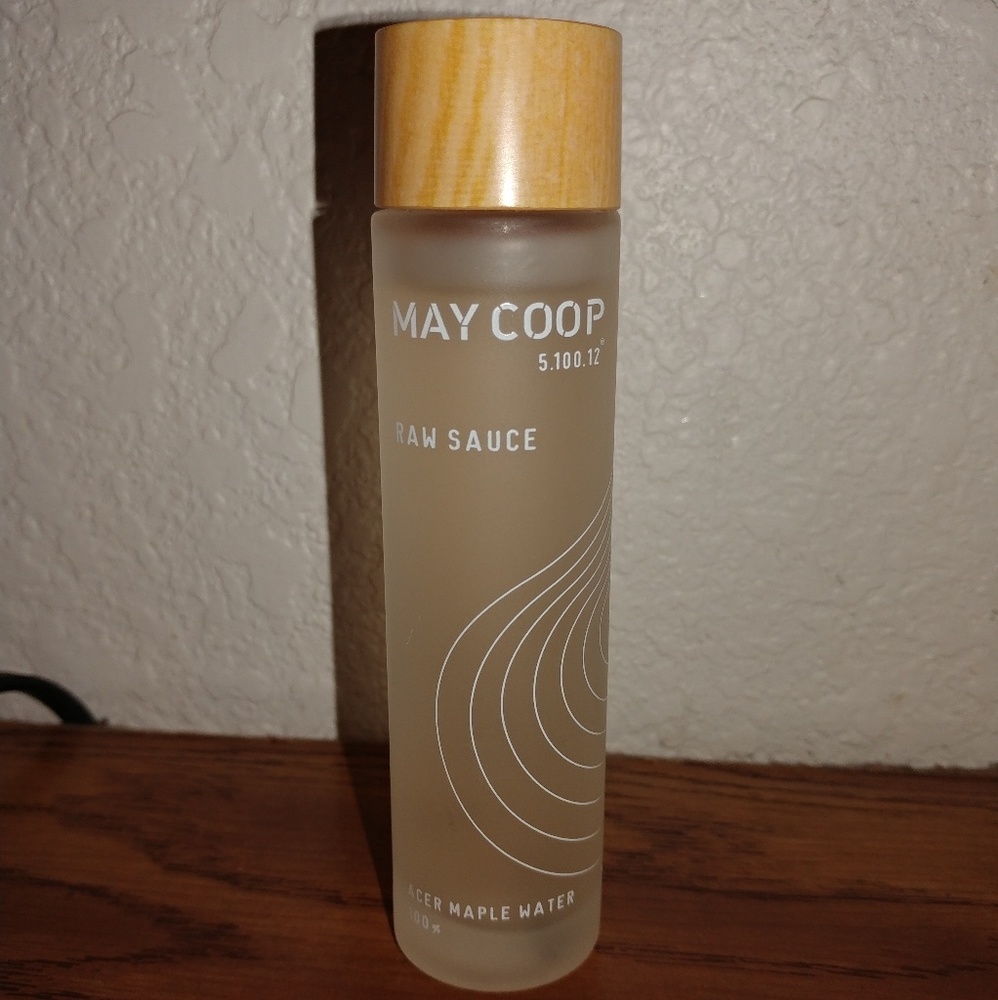 MAY COOP
5.100.12®
RAW SAUCE
ACER MAPLE WATER
100%